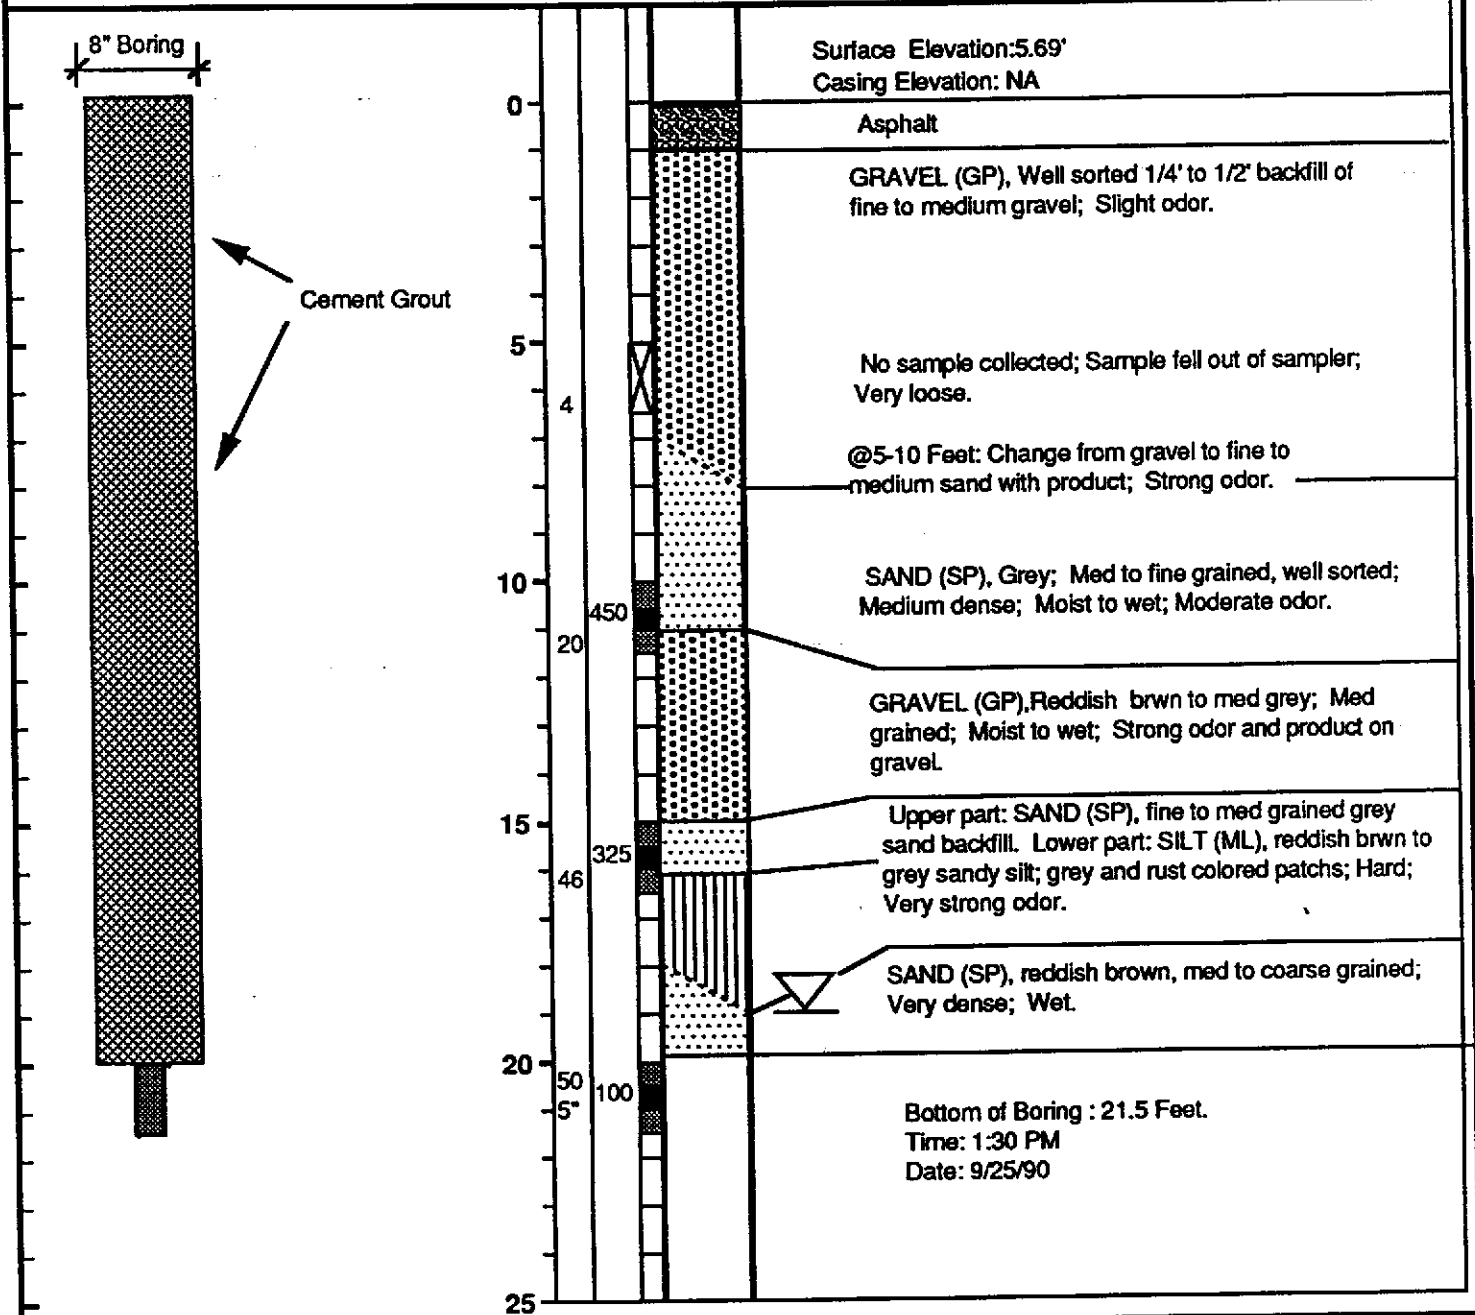 8" Boring
Surface Elevation:5.69'
Casing Elevation: NA
0
Asphalt
GRAVEL (GP), Well sorted 1/4' to 1/2' backfill of
fine to medium gravel; Slight odor.
Cement Grout
5
No sample collected; Sample fell out of sampler;
Very loose.
4
@5-10 Feet: Change from gravel to fine to
medium sand with product; Strong odor.
10
SAND (SP), Grey; Med to fine grained, well sorted;
Medium dense; Moist to wet; Moderate odor.
450
20
GRAVEL (GP),Reddish brwn to med grey; Med
grained; Moist to wet; Strong odor and product on
gravel.
15
Upper part: SAND (SP), fine to med grained grey
sand backfill. Lower part: SILT (ML), reddish brwn to
grey sandy silt; grey and rust colored patchs; Hard;
Very strong odor.
325
46
SAND (SP), reddish brown, med to coarse grained;
Very dense; Wet.
20
50
5"
100
Bottom of Boring : 21.5 Feet.
Time: 1:30 PM
Date: 9/25/90
25